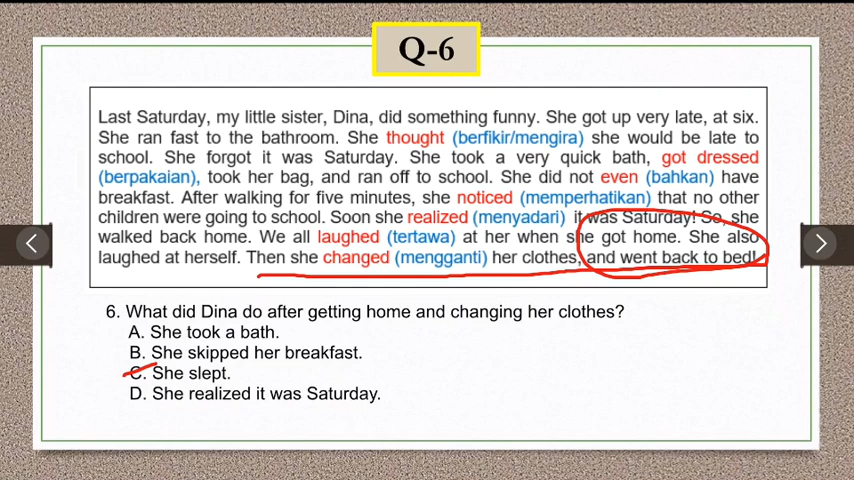 Q-6
Last Saturday, my little sister, Dina, did something funny. She got up very late, at six.
She ran fast to the bathroom. She thought (berfikir/mengira) she would be late to
school. She forgot it was Saturday. She took a very quick bath, got dressed
(berpakaian), took her bag, and ran off to school. She did not even (bahkan) have
breakfast. After walking for five minutes, she noticed (memperhatikan) that no other
children were going to school. Soon she realized (menyadari) it was Saturday! So, she
walked back home. We all laughed (tertawa) at her when she got home. She also
laughed at herself. Then she changed (mengganti) her clothes, and went back to bed!
6. What did Dina do after getting home and changing her clothes?
A. She took a bath.
B. She skipped her breakfast.
C. She slept.
D. She realized it was Saturday.